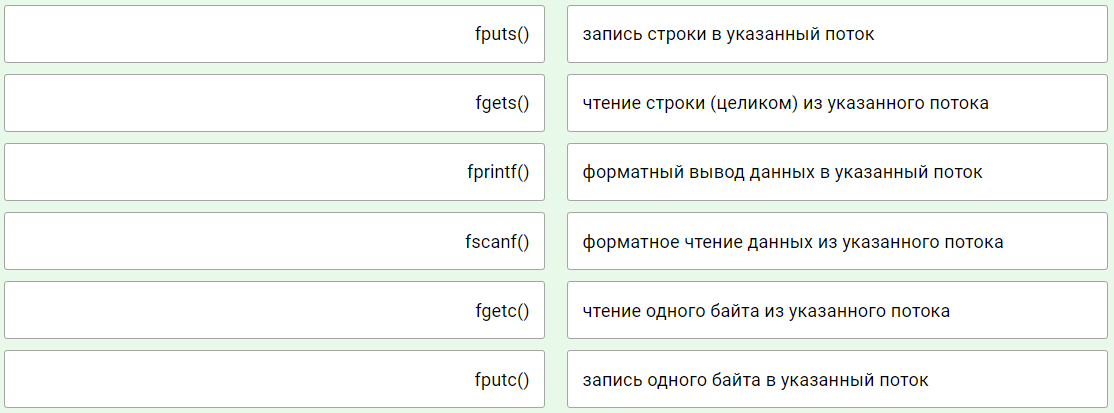 fputs() запись строки в указанный поток
fgets() чтение строки (целиком) из указанного потока
fprintf() форматный вывод данных в указанный поток
fscanf() форматное чтение данных из указанного потока
fgetc() чтение одного байта из указанного потока
fputc() запись одного байта в указанный поток